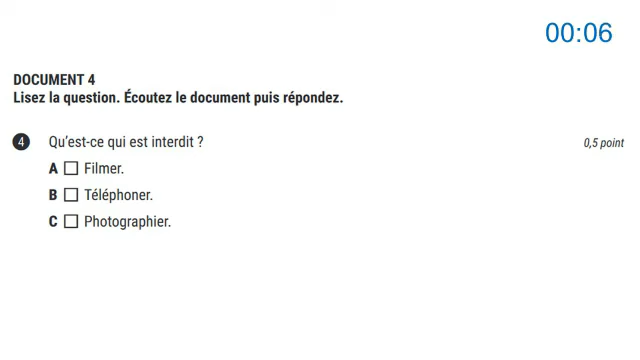 00:06
DOCUMENT 4
Lisez la question. Écoutez le document puis répondez.
4 Qu'est-ce qui est interdit ? 0,5 point
A ☐ Filmer.
B ☐ Téléphoner.
C ☐ Photographier.